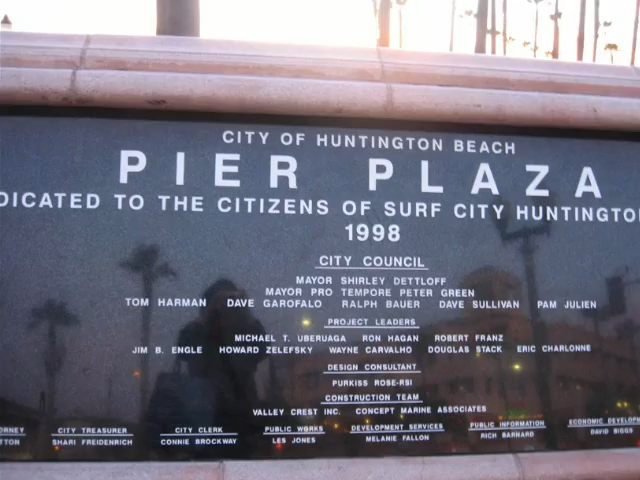 CITY OF HUNTINGTON BEACH
PIER PLAZA
DICATED TO THE CITIZENS OF SURF CITY HUNTINGTO
1998
CITY COUNCIL
MAYOR SHIRLEY DETTLOFF
MAYOR PRO TEMPORE PETER GREEN
TOM HARMAN DAVE GAROFALO RALPH BAUER DAVE SULLIVAN PAM JULIEN
PROJECT LEADERS
MICHAEL T. UBERUAGA RON HAGAN ROBERT FRANZ
JIM B. ENGLE HOWARD ZELEFSKY WAYNE CARVALHO DOUGLAS STACK ERIC CHARLONNE
DESIGN CONSULTANT
PURKISS ROSE-RSI
CONSTRUCTION TEAM
VALLEY CREST INC. CONCEPT MARINE ASSOCIATES
ORNEY CITY TREASURER CITY CLERK PUBLIC WORKS DEVELOPMENT SERVICES PUBLIC INFORMATION ECONOMIC DEVELOPM
TTON SHARI FREIDENRICH CONNIE BROCKWAY LES JONES MELANIE FALLON RICH BARNARD DAVID BIGGS